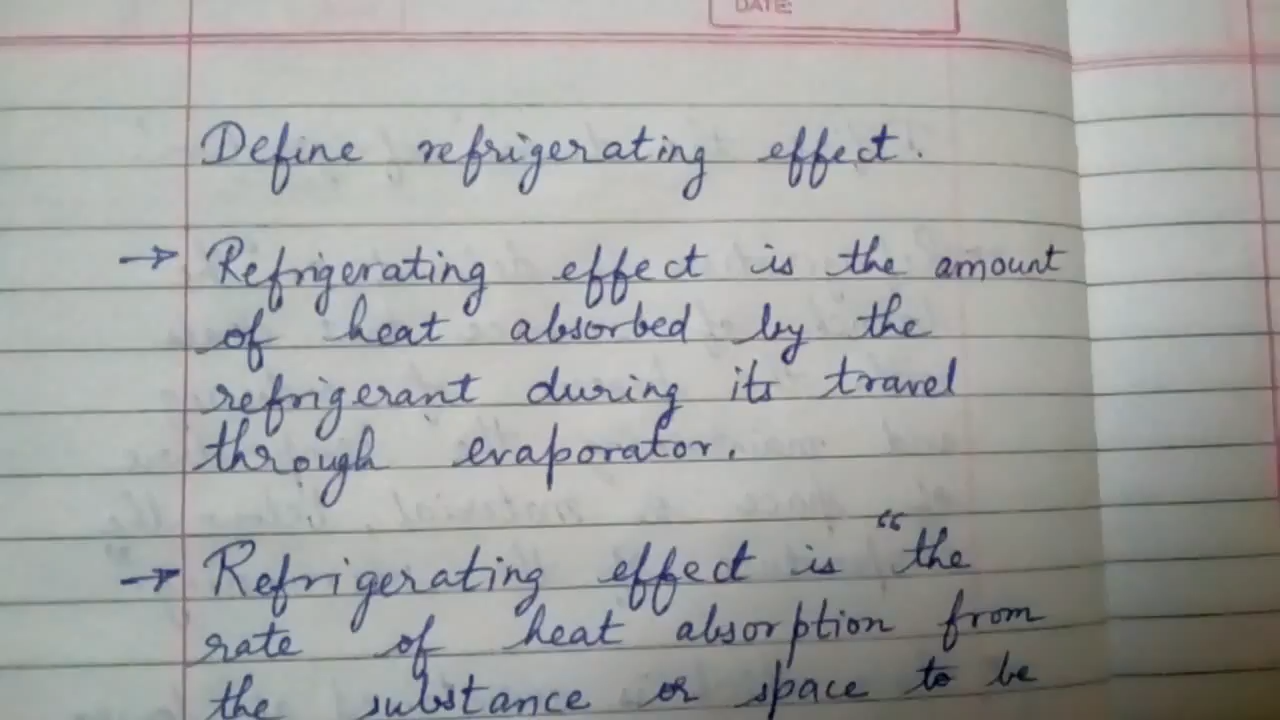 DATE:
Define refrigerating effect.
→ Refrigerating effect is the amount
of heat absorbed by the
refrigerant during its travel
through evaporator.
→ Refrigerating effect is “the
rate of heat absorption from
the substance or space to be